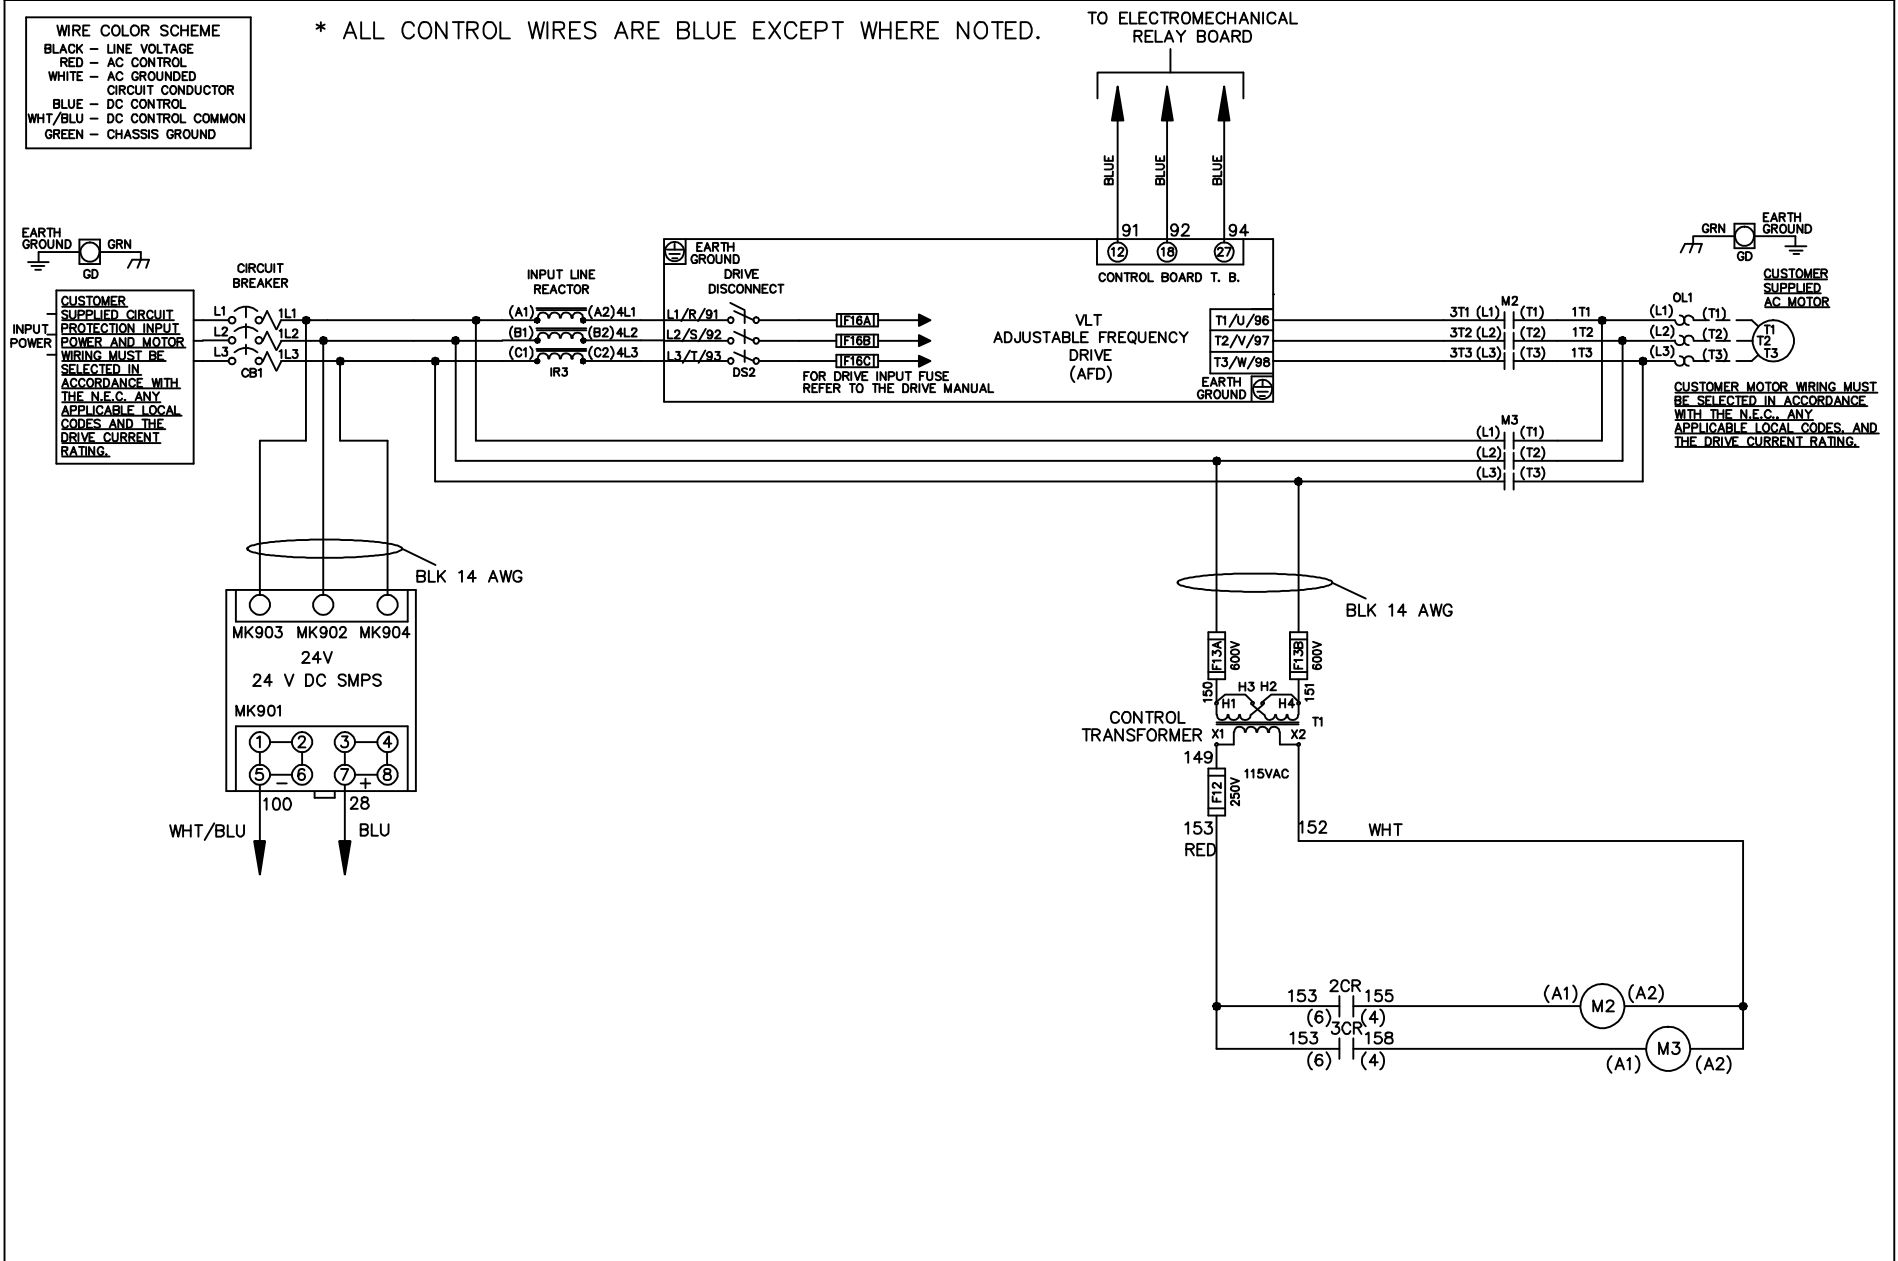 WIRE COLOR SCHEME
BLACK – LINE VOLTAGE
RED – AC CONTROL
WHITE – AC GROUNDED
CIRCUIT CONDUCTOR
BLUE – DC CONTROL
WHT/BLU – DC CONTROL COMMON
GREEN – CHASSIS GROUND
* ALL CONTROL WIRES ARE BLUE EXCEPT WHERE NOTED.
TO ELECTROMECHANICAL
RELAY BOARD
BLUE
BLUE
BLUE
91 92 94
12 18 27
CONTROL BOARD T. B.
EARTH
GROUND
GRN
GD
CUSTOMER
SUPPLIED CIRCUIT
PROTECTION INPUT
POWER AND MOTOR
WIRING MUST BE
SELECTED IN
ACCORDANCE WITH
THE N.E.C. ANY
APPLICABLE LOCAL
CODES AND THE
DRIVE CURRENT
RATING.
INPUT
POWER
CIRCUIT
BREAKER
L1 1L1
L2 1L2
L3 1L3
CB1
INPUT LINE
REACTOR
(A1) (A2) 4L1
(B1) (B2) 4L2
(C1) (C2) 4L3
IR3
EARTH
GROUND
DRIVE
DISCONNECT
L1/R/91
L2/S/92
L3/T/93
DS2
F16A
F16B
F16C
FOR DRIVE INPUT FUSE
REFER TO THE DRIVE MANUAL
VLT
ADJUSTABLE FREQUENCY
DRIVE
(AFD)
T1/U/96
T2/V/97
T3/W/98
EARTH
GROUND
M2
3T1 (L1) (T1) 1T1
3T2 (L2) (T2) 1T2
3T3 (L3) (T3) 1T3
M3
(L1) (T1)
(L2) (T2)
(L3) (T3)
OL1
(L1) (T1)
(L2) (T2)
(L3) (T3)
T1
T2
T3
GRN
GD
EARTH
GROUND
CUSTOMER
SUPPLIED
AC MOTOR
CUSTOMER MOTOR WIRING MUST
BE SELECTED IN ACCORDANCE
WITH THE N.E.C., ANY
APPLICABLE LOCAL CODES, AND
THE DRIVE CURRENT RATING.
BLK 14 AWG
MK903 MK902 MK904
24V
24 V DC SMPS
MK901
1 2 3 4
5 – 6 7 + 8
100 28
WHT/BLU BLU
BLK 14 AWG
F13A 600V
F13B 600V
150 151
H3 H2
H1 H4
T1
CONTROL
TRANSFORMER
X1 X2
149
115VAC
F12 250V
153
RED
152 WHT
2CR
153 155
(6) (4)
(A1) M2 (A2)
3CR
153 158
(6) (4)
(A1) M3 (A2)